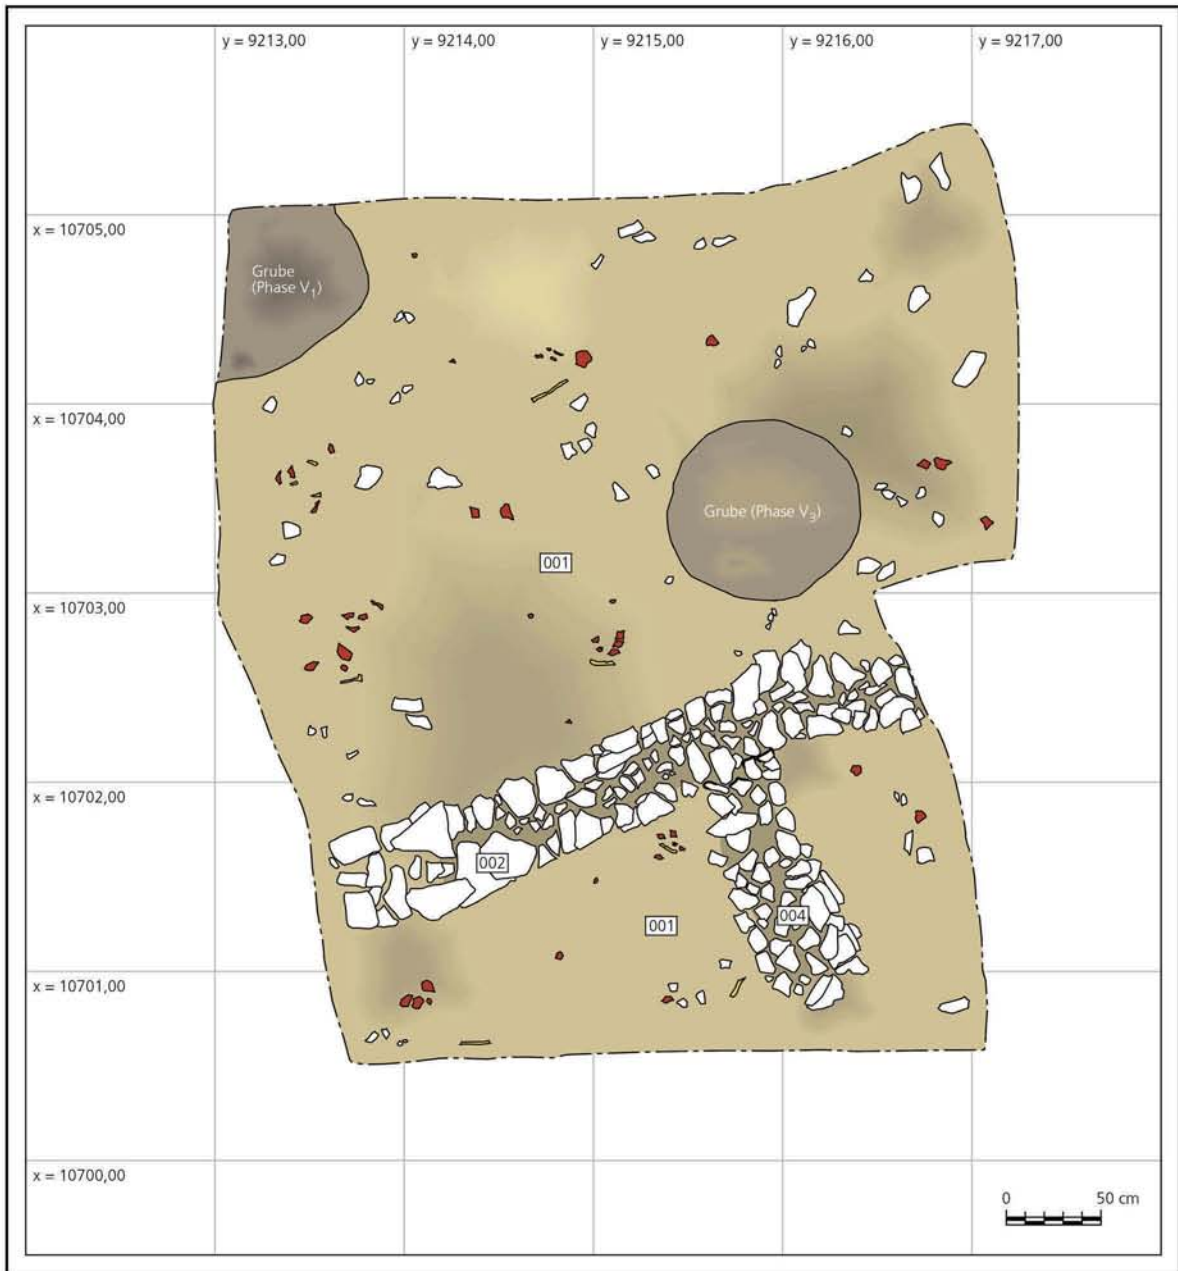 y = 9213,00 y = 9214,00 y = 9215,00 y = 9216,00 y = 9217,00
x = 10705,00
Grube
(Phase V₁)
x = 10704,00
Grube (Phase V₃)
001
x = 10703,00
x = 10702,00
002
004
001
x = 10701,00
x = 10700,00
0 50 cm